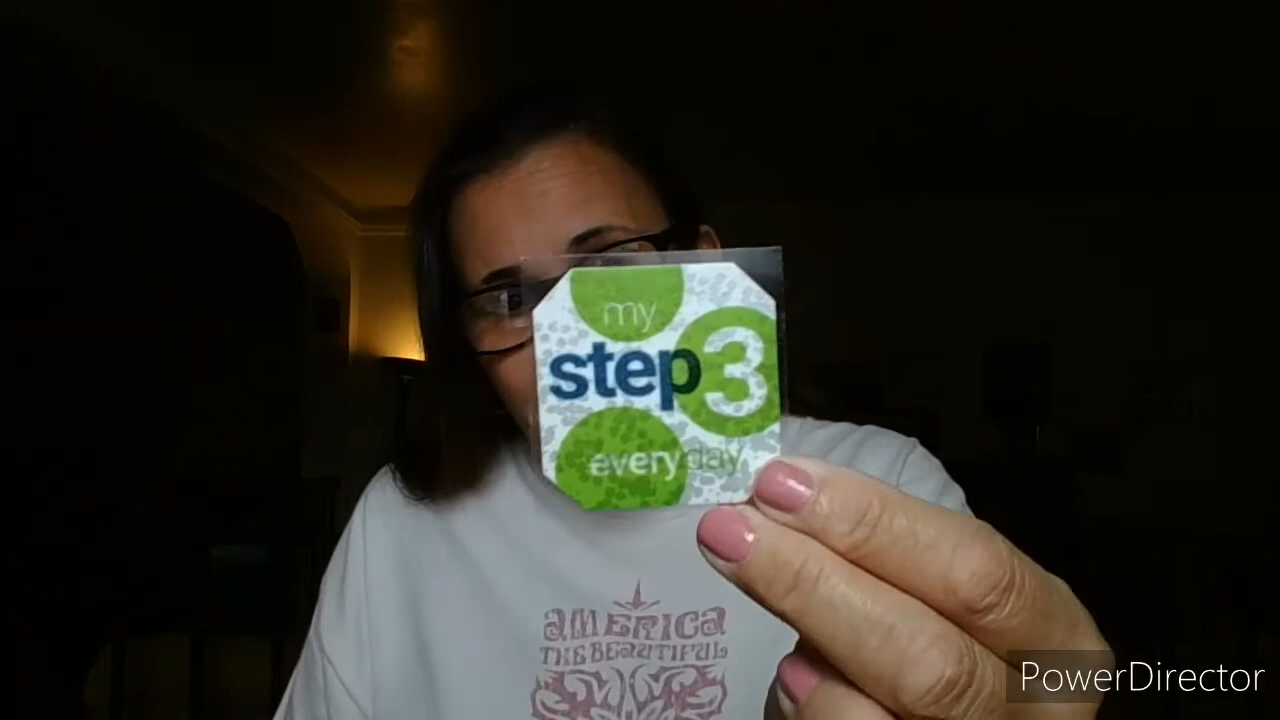 my
step3
everyday
AMERICA
THE BEAUTIFUL
PowerDirector